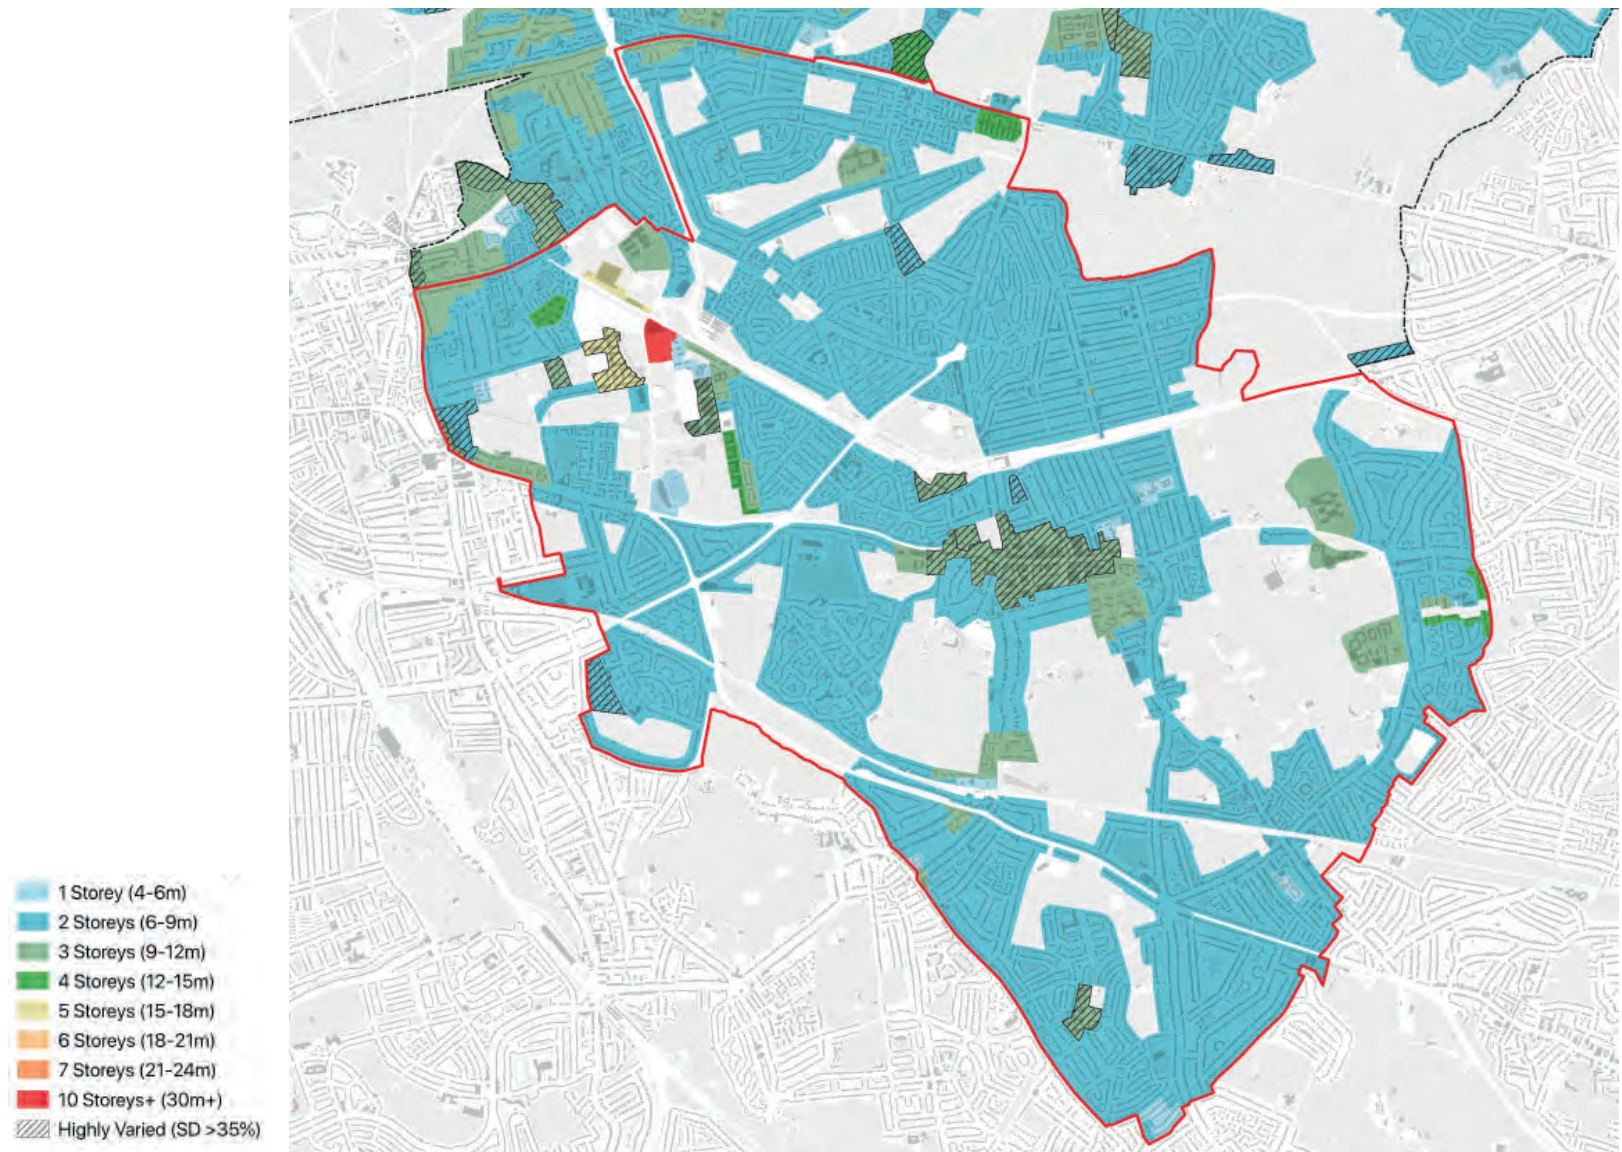 1 Storey (4-6m)
2 Storeys (6-9m)
3 Storeys (9-12m)
4 Storeys (12-15m)
5 Storeys (15-18m)
6 Storeys (18-21m)
7 Storeys (21-24m)
10 Storeys+ (30m+)
Highly Varied (SD >35%)